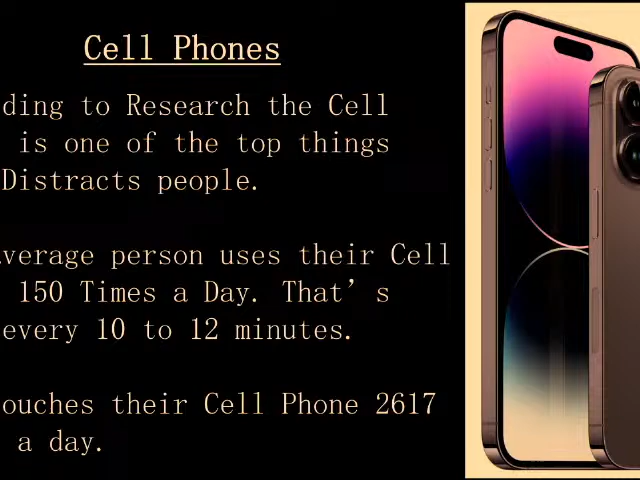 Cell Phones
ding to Research the Cell
is one of the top things
Distracts people.
average person uses their Cell
150 Times a Day. That’s
every 10 to 12 minutes.
ouches their Cell Phone 2617
a day.